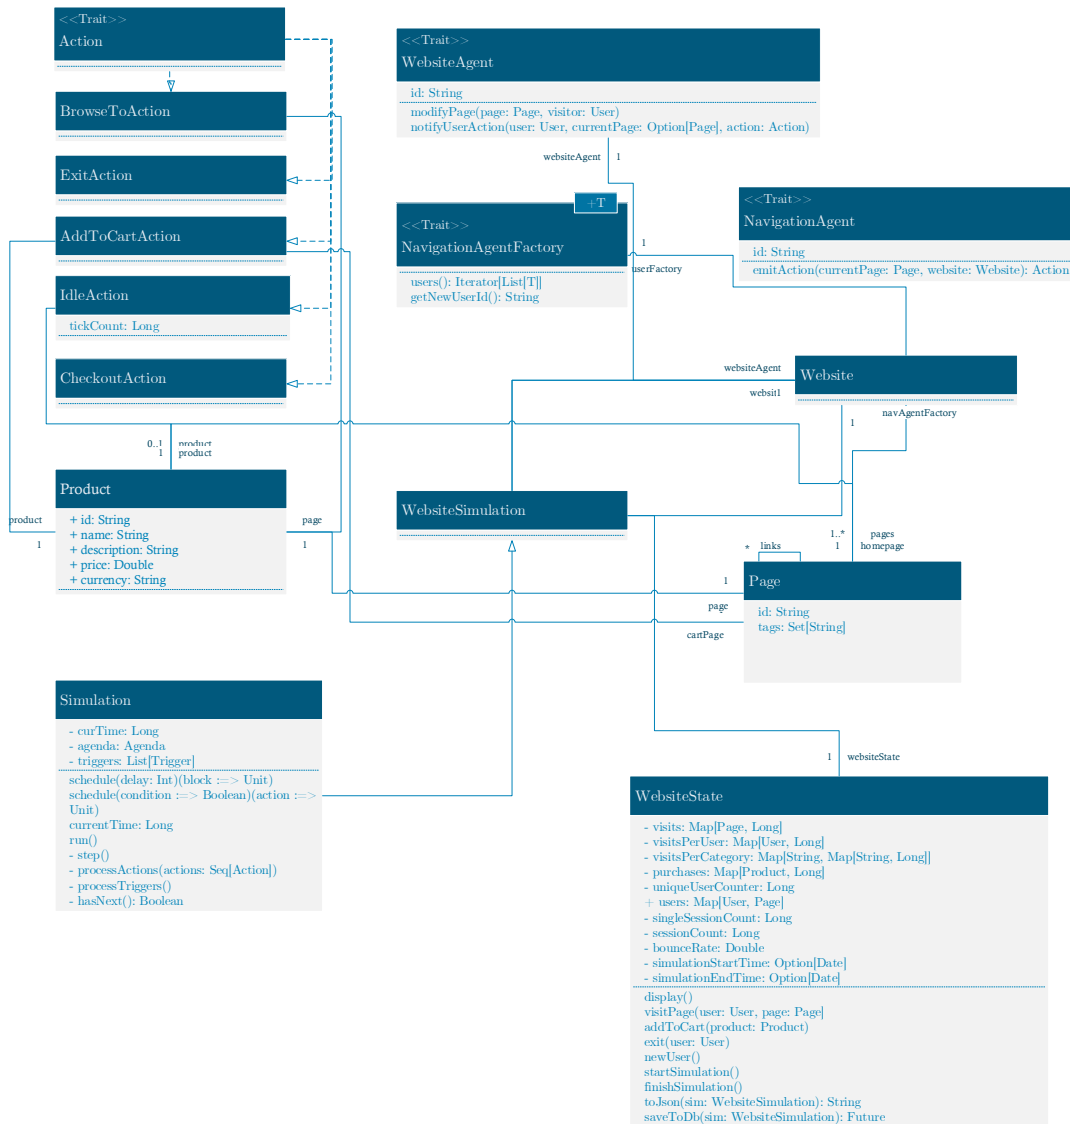 <<Trait>>
Action
BrowseToAction
ExitAction
AddToCartAction
IdleAction
tickCount: Long
CheckoutAction
<<Trait>>
WebsiteAgent
id: String
modifyPage(page: Page, visitor: User)
notifyUserAction(user: User, currentPage: Option[Page], action: Action)
websiteAgent 1
+T
<<Trait>>
NavigationAgentFactory
users(): Iterator[List[T]]
getNewUserId(): String
1
userFactory
<<Trait>>
NavigationAgent
id: String
emitAction(currentPage: Page, website: Website): Action
websiteAgent
websit1
Website
navAgentFactory
1
0..1 product
1 product
Product
+ id: String
+ name: String
+ description: String
+ price: Double
+ currency: String
product
1
page
1
WebsiteSimulation
1..* pages
* links 1 homepage
Page
id: String
tags: Set[String]
1
page
cartPage
Simulation
- curTime: Long
- agenda: Agenda
- triggers: List[Trigger]
schedule(delay: Int)(block :=> Unit)
schedule(condition :=> Boolean)(action :=>
Unit)
currentTime: Long
run()
- step()
- processActions(actions: Seq[Action])
- processTriggers()
- hasNext(): Boolean
1 websiteState
WebsiteState
- visits: Map[Page, Long]
- visitsPerUser: Map[User, Long]
- visitsPerCategory: Map[String, Map[String, Long]]
- purchases: Map[Product, Long]
- uniqueUserCounter: Long
+ users: Map[User, Page]
- singleSessionCount: Long
- sessionCount: Long
- bounceRate: Double
- simulationStartTime: Option[Date]
- simulationEndTime: Option[Date]
display()
visitPage(user: User, page: Page]
addToCart(product: Product)
exit(user: User)
newUser()
startSimulation()
finishSimulation()
toJson(sim: WebsiteSimulation): String
saveToDb(sim: WebsiteSimulation): Future